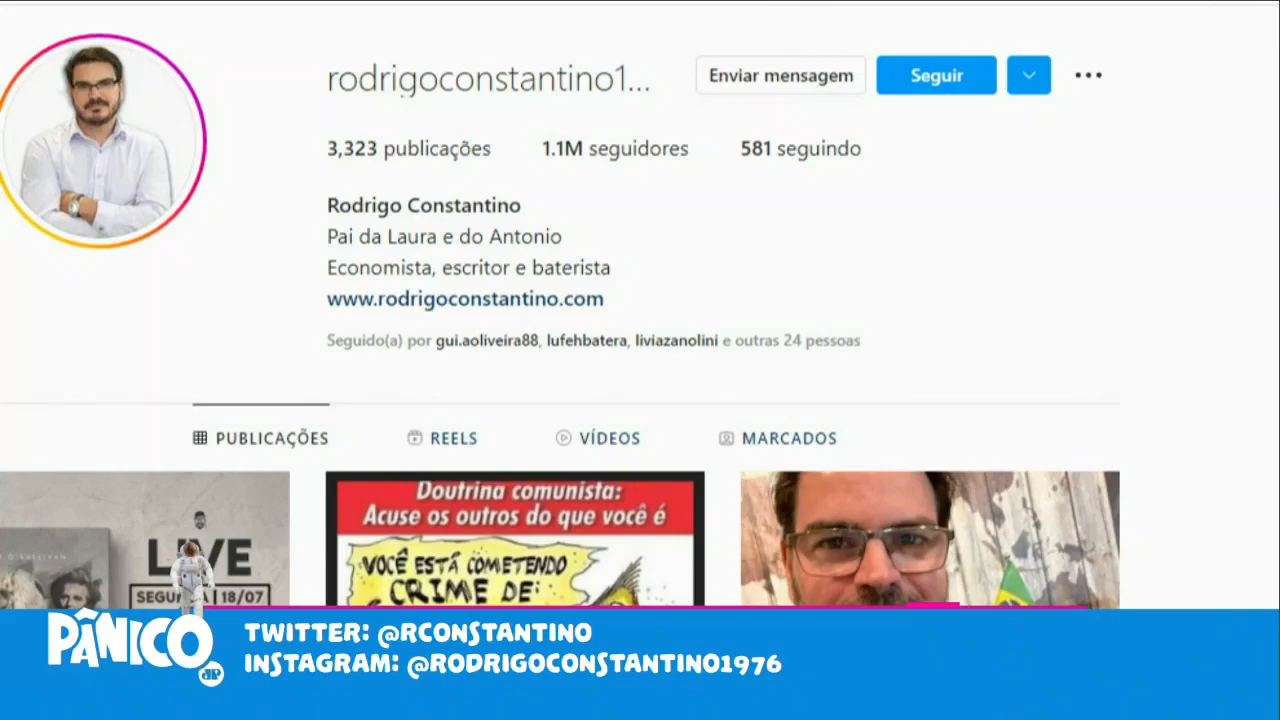 rodrigoconstantino1...
Enviar mensagem
Seguir
3,323 publicações
1.1M seguidores
581 seguindo
Rodrigo Constantino
Pai da Laura e do Antonio
Economista, escritor e baterista
www.rodrigoconstantino.com
Seguido(a) por gui.aoliveira88, lufehbatera, liviazanolini e outras 24 pessoas
PUBLICAÇÕES
REELS
VÍDEOS
MARCADOS
O'SULLIVAN
LIVE
18/07
Doutrina comunista:
Acuse os outros do que você é
VOCÊ ESTÁ COMETENDO
CRIME DE:
PÂNICO
JP
TWITTER: @RCONSTANTINO
INSTAGRAM: @RODRIGOCONSTANTINO1976